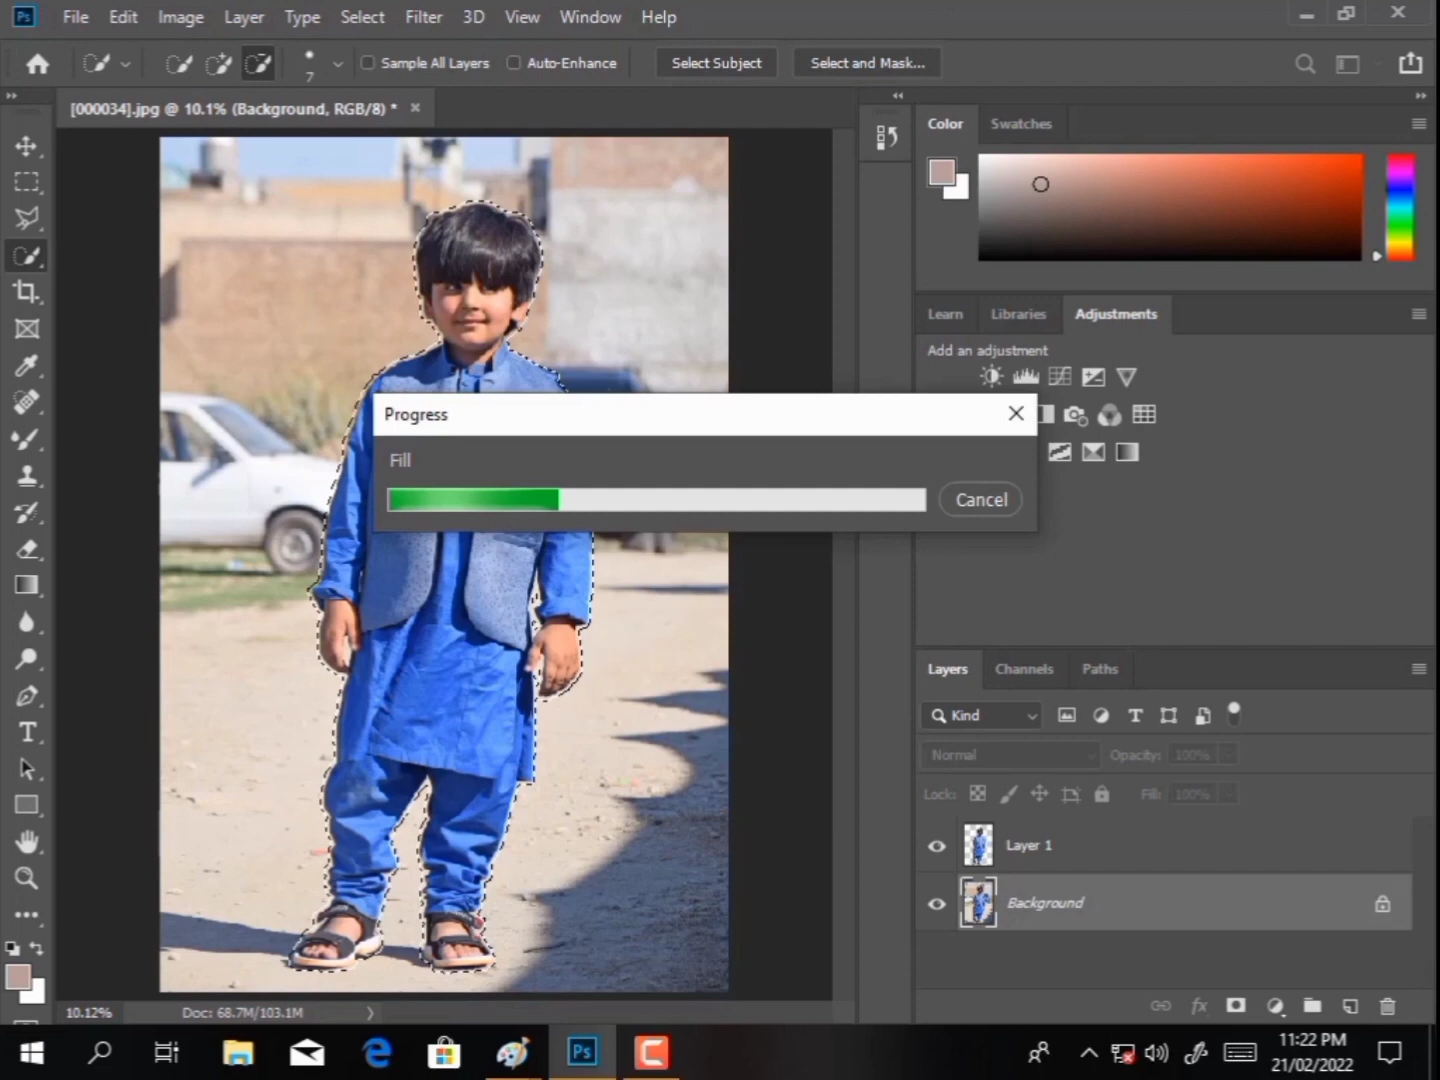 Ps File Edit Image Layer Type Select Filter 3D View Window Help
7 Sample All Layers Auto-Enhance Select Subject Select and Mask...
[000034].jpg @ 10.1% (Background, RGB/8) *
Color Swatches
Learn Libraries Adjustments
Add an adjustment
Progress
Fill
Cancel
Layers Channels Paths
Kind
Normal Opacity: 100%
Lock: Fill: 100%
Layer 1
Background
10.12% Doc: 68.7M/103.1M
Ps
11:22 PM
21/02/2022